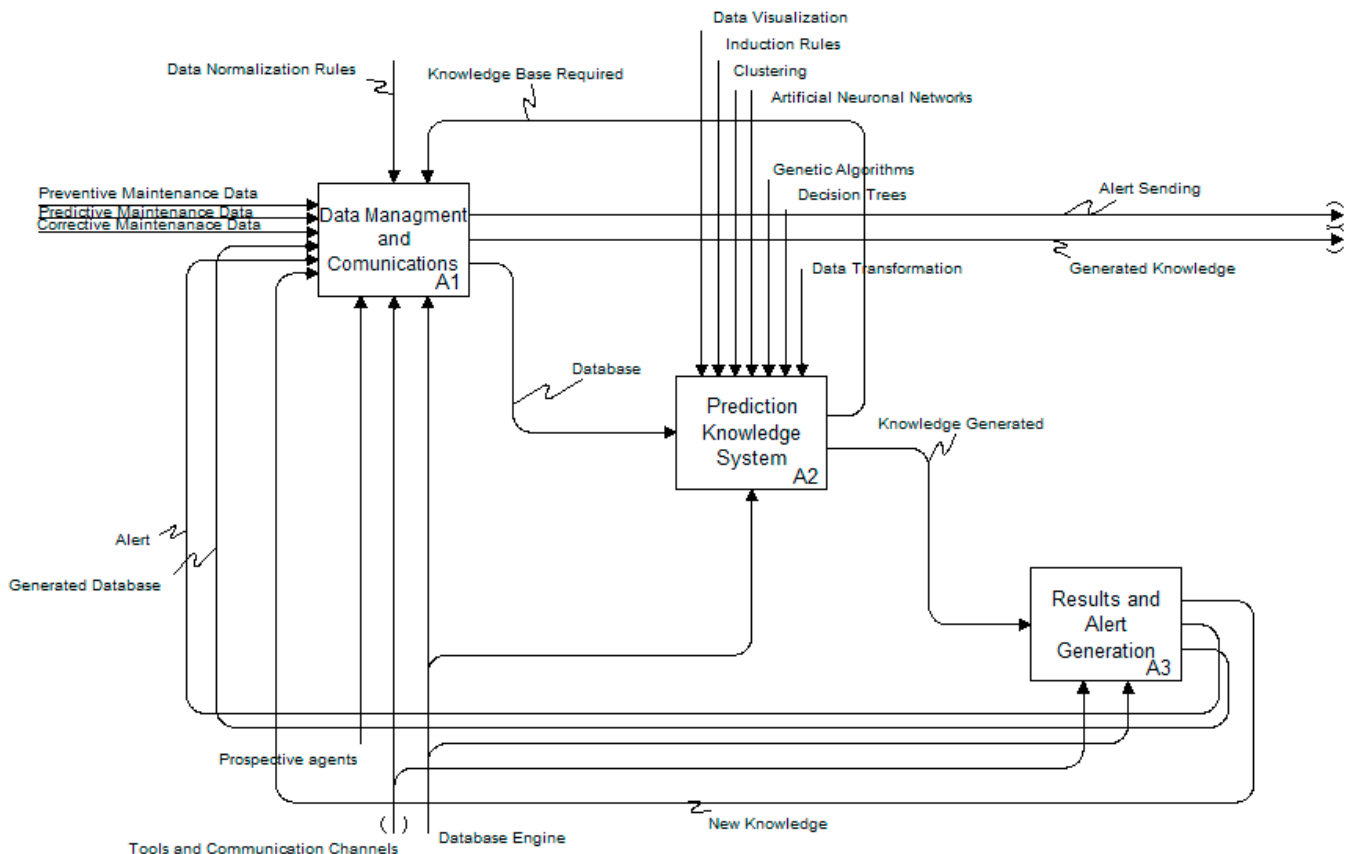 Data Visualization
Induction Rules
Data Normalization Rules
Knowledge Base Required
Clustering
Artificial Neuronal Networks
Genetic Algorithms
Decision Trees
Alert Sending
Preventive Maintenance Data
Predictive Maintenance Data
Corrective Maintenanace Data
Data Managment
and
Comunications
A1
Generated Knowledge
Data Transformation
Database
Prediction
Knowledge
System
A2
Knowledge Generated
Alert
Generated Database
Results and
Alert
Generation
A3
Prospective agents
New Knowledge
Database Engine
Tools and Communication Channels